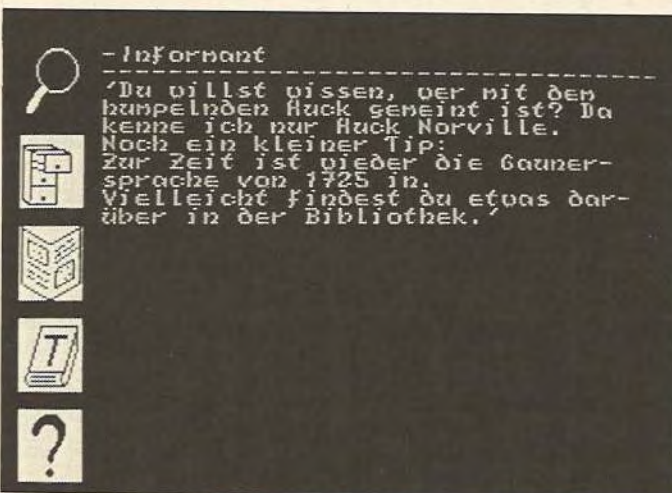 -Informant
'Du willst wissen, wer mit dem
humpelnden Huck gemeint ist? Da
kenne ich nur Huck Norville.
Noch ein kleiner Tip:
Zur Zeit ist wieder die Gauner-
sprache von 1725 in.
Vielleicht findest du etwas dar-
über in der Bibliothek.'
T
?